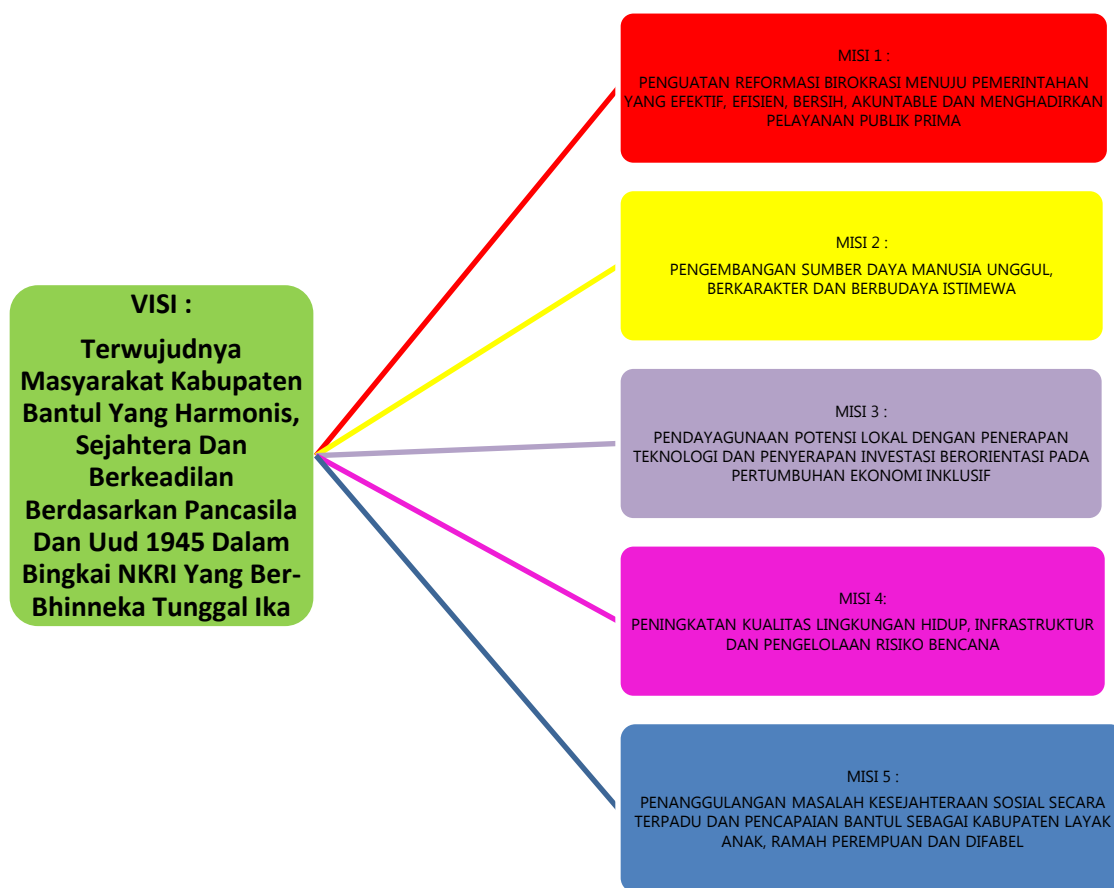 VISI :
Terwujudnya
Masyarakat Kabupaten
Bantul Yang Harmonis,
Sejahtera Dan
Berkeadilan
Berdasarkan Pancasila
Dan Uud 1945 Dalam
Bingkai NKRI Yang Ber-
Bhinneka Tunggal Ika
MISI 1 :
PENGUATAN REFORMASI BIROKRASI MENUJU PEMERINTAHAN
YANG EFEKTIF, EFISIEN, BERSIH, AKUNTABLE DAN MENGHADIRKAN
PELAYANAN PUBLIK PRIMA
MISI 2 :
PENGEMBANGAN SUMBER DAYA MANUSIA UNGGUL,
BERKARAKTER DAN BERBUDAYA ISTIMEWA
MISI 3 :
PENDAYAGUNAAN POTENSI LOKAL DENGAN PENERAPAN
TEKNOLOGI DAN PENYERAPAN INVESTASI BERORIENTASI PADA
PERTUMBUHAN EKONOMI INKLUSIF
MISI 4:
PENINGKATAN KUALITAS LINGKUNGAN HIDUP, INFRASTRUKTUR
DAN PENGELOLAAN RISIKO BENCANA
MISI 5 :
PENANGGULANGAN MASALAH KESEJAHTERAAN SOSIAL SECARA
TERPADU DAN PENCAPAIAN BANTUL SEBAGAI KABUPATEN LAYAK
ANAK, RAMAH PEREMPUAN DAN DIFABEL